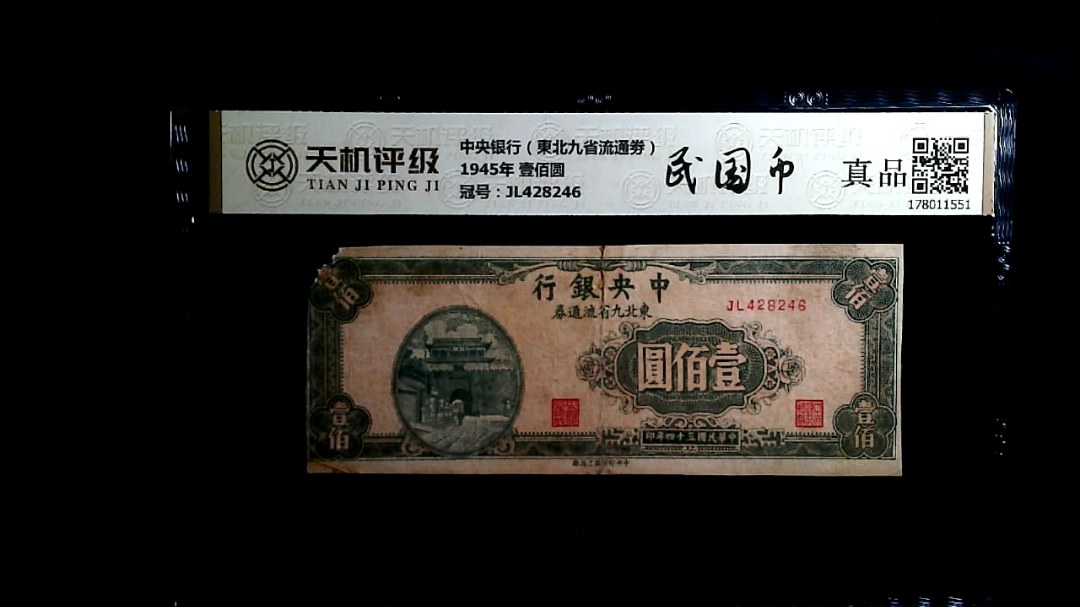 天机评级
TIAN JI PING JI
中央银行（東北九省流通券）
1945年 壹佰圆
冠号：JL428246
民国币
真品
178011551
行銀央中
券通流省九北東
JL428246
圓佰壹
壹佰
壹佰
壹佰
印年四十三國民華中